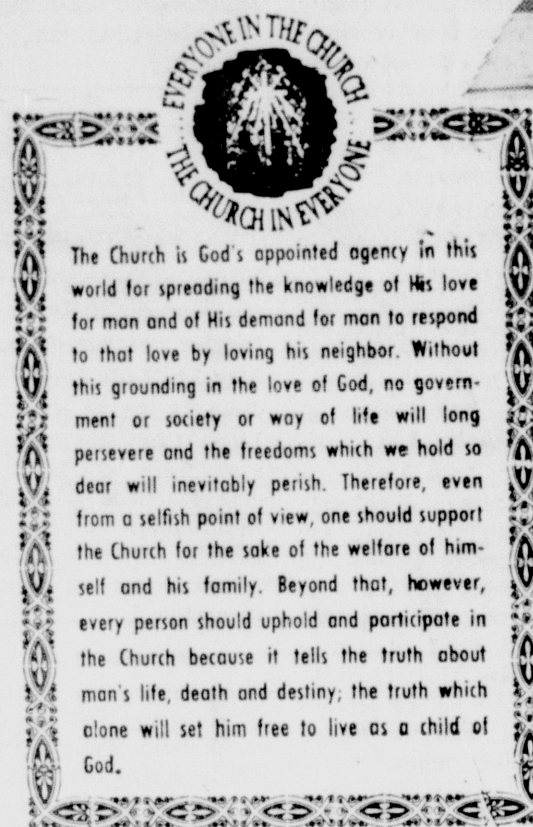 EVERYONE IN THE CHURCH
THE CHURCH IN EVERYONE
The Church is God's appointed agency in this
world for spreading the knowledge of His love
for man and of His demand for man to respond
to that love by loving his neighbor. Without
this grounding in the love of God, no govern-
ment or society or way of life will long
persevere and the freedoms which we hold so
dear will inevitably perish. Therefore, even
from a selfish point of view, one should support
the Church for the sake of the welfare of him-
self and his family. Beyond that, however,
every person should uphold and participate in
the Church because it tells the truth about
man's life, death and destiny; the truth which
alone will set him free to live as a child of
God.